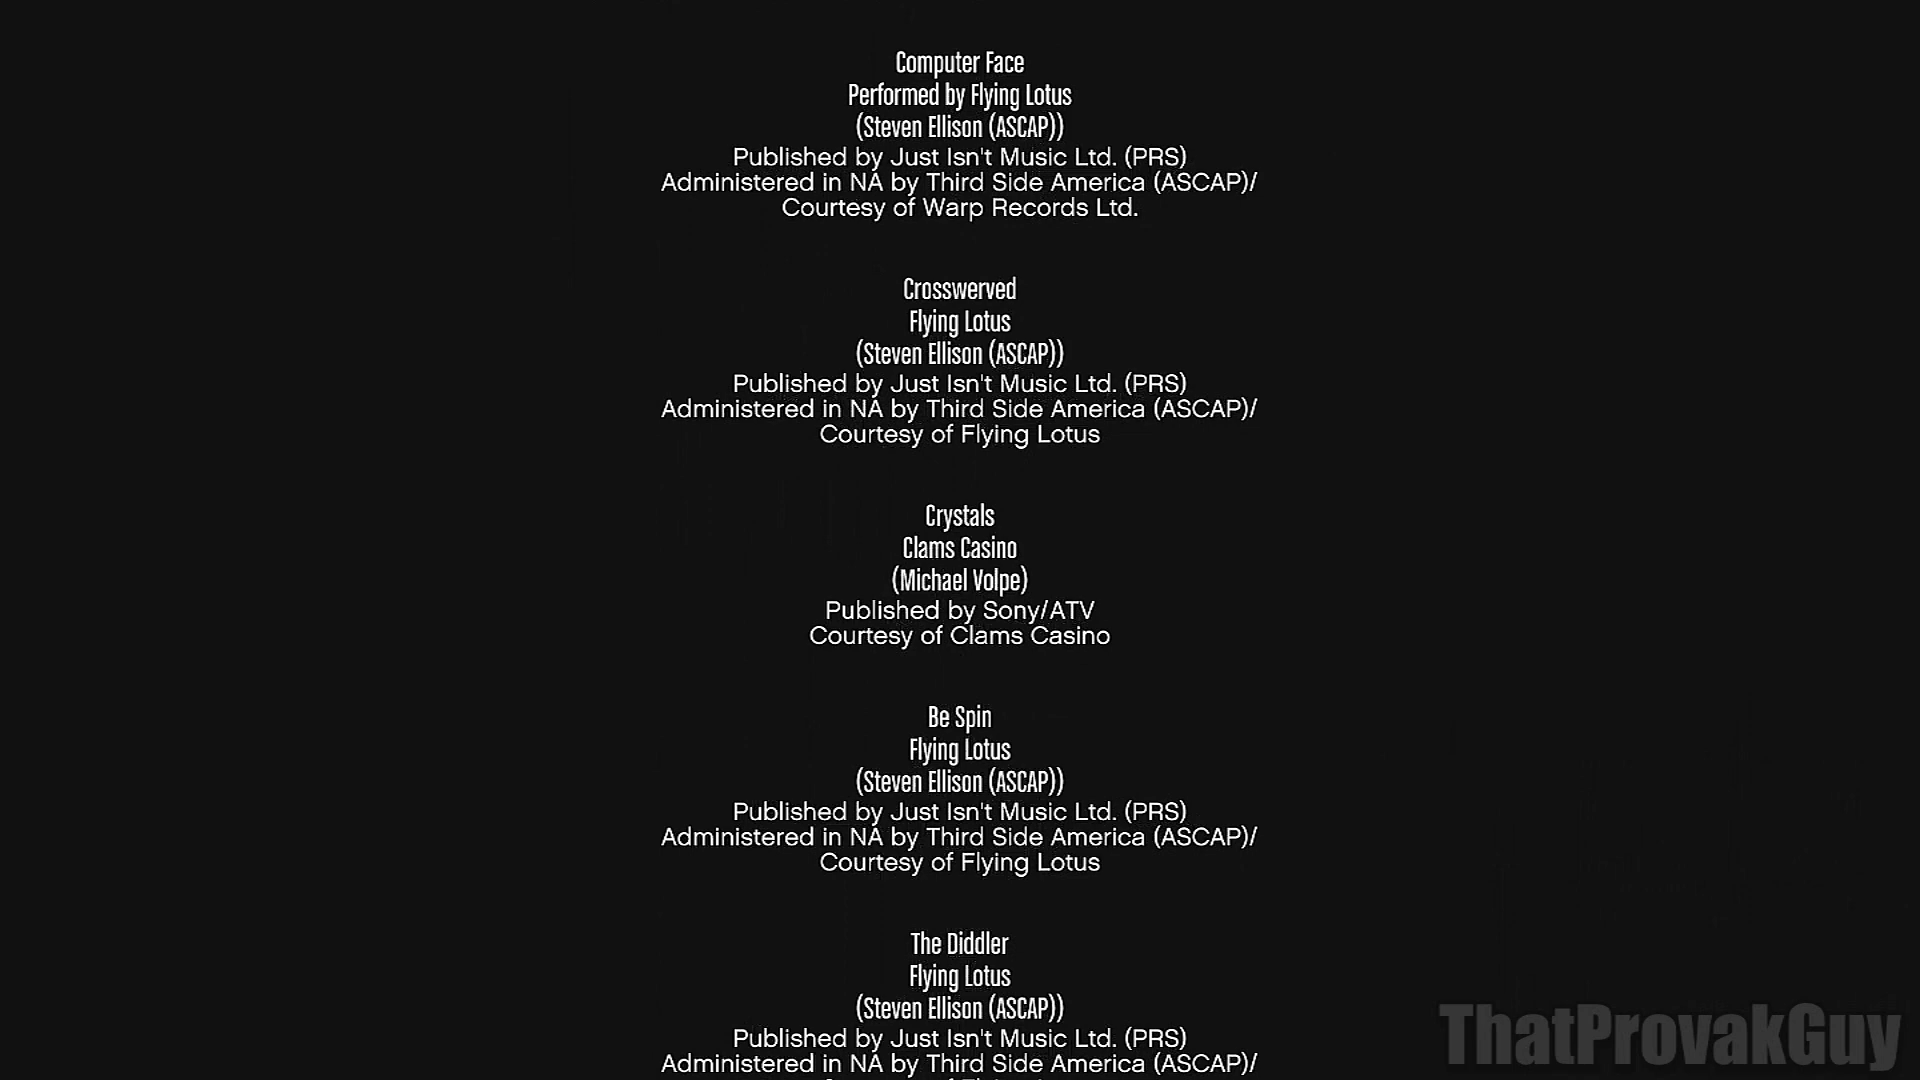 Computer Face
Performed by Flying Lotus
(Steven Ellison (ASCAP))
Published by Just Isn't Music Ltd. (PRS)
Administered in NA by Third Side America (ASCAP)/
Courtesy of Warp Records Ltd.
Crosswerved
Flying Lotus
(Steven Ellison (ASCAP))
Published by Just Isn't Music Ltd. (PRS)
Administered in NA by Third Side America (ASCAP)/
Courtesy of Flying Lotus
Crystals
Clams Casino
(Michael Volpe)
Published by Sony/ATV
Courtesy of Clams Casino
Be Spin
Flying Lotus
(Steven Ellison (ASCAP))
Published by Just Isn't Music Ltd. (PRS)
Administered in NA by Third Side America (ASCAP)/
Courtesy of Flying Lotus
The Diddler
Flying Lotus
(Steven Ellison (ASCAP))
Published by Just Isn't Music Ltd. (PRS)
Administered in NA by Third Side America (ASCAP)/
ThatProvakGuy